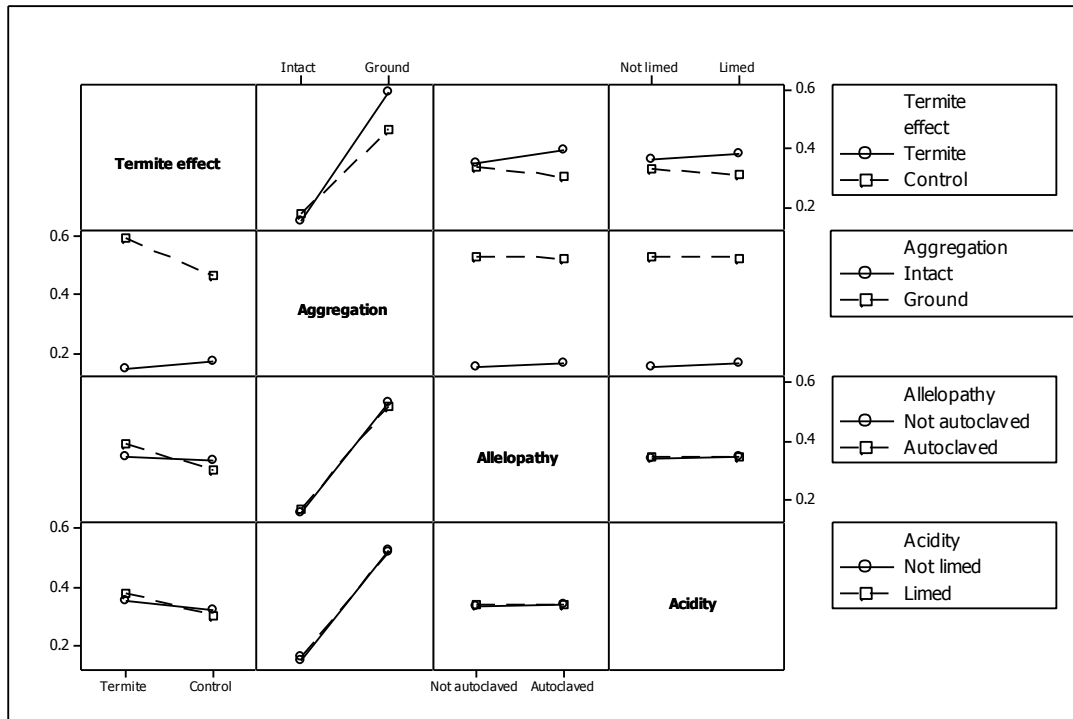 Intact Ground Not limed Limed
0.6
0.4
0.2
Termite effect
Termite
effect
Termite
Control
0.6
0.4
0.2
Aggregation
Aggregation
Intact
Ground
0.6
0.4
0.2
Allelopathy
Allelopathy
Not autoclaved
Autoclaved
0.6
0.4
0.2
Acidity
Acidity
Not limed
Limed
Termite Control Not autoclaved Autoclaved